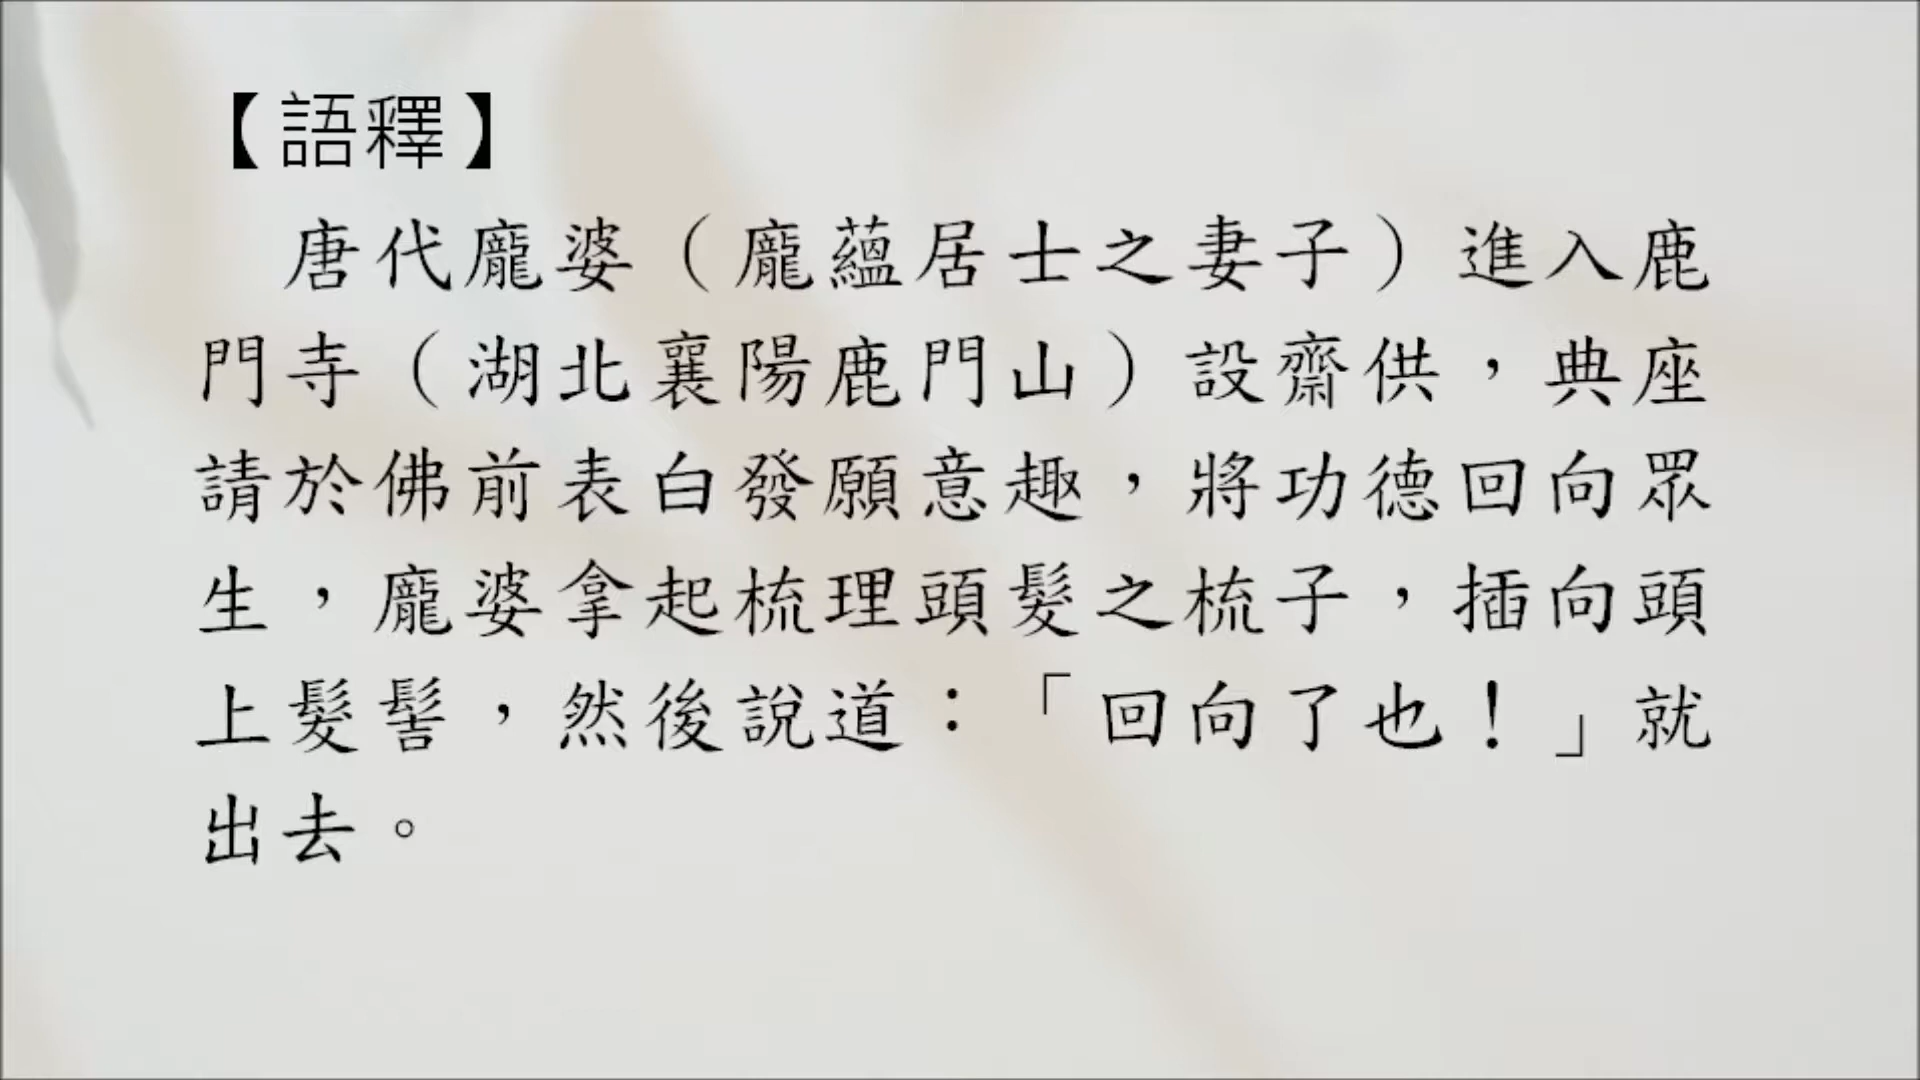 【語釋】
唐代龐婆（龐蘊居士之妻子）進入鹿
門寺（湖北襄陽鹿門山）設齋供，典座
請於佛前表白發願意趣，將功德回向眾
生，龐婆拿起梳理頭髮之梳子，插向頭
上髮髻，然後說道：「回向了也！」就
出去。